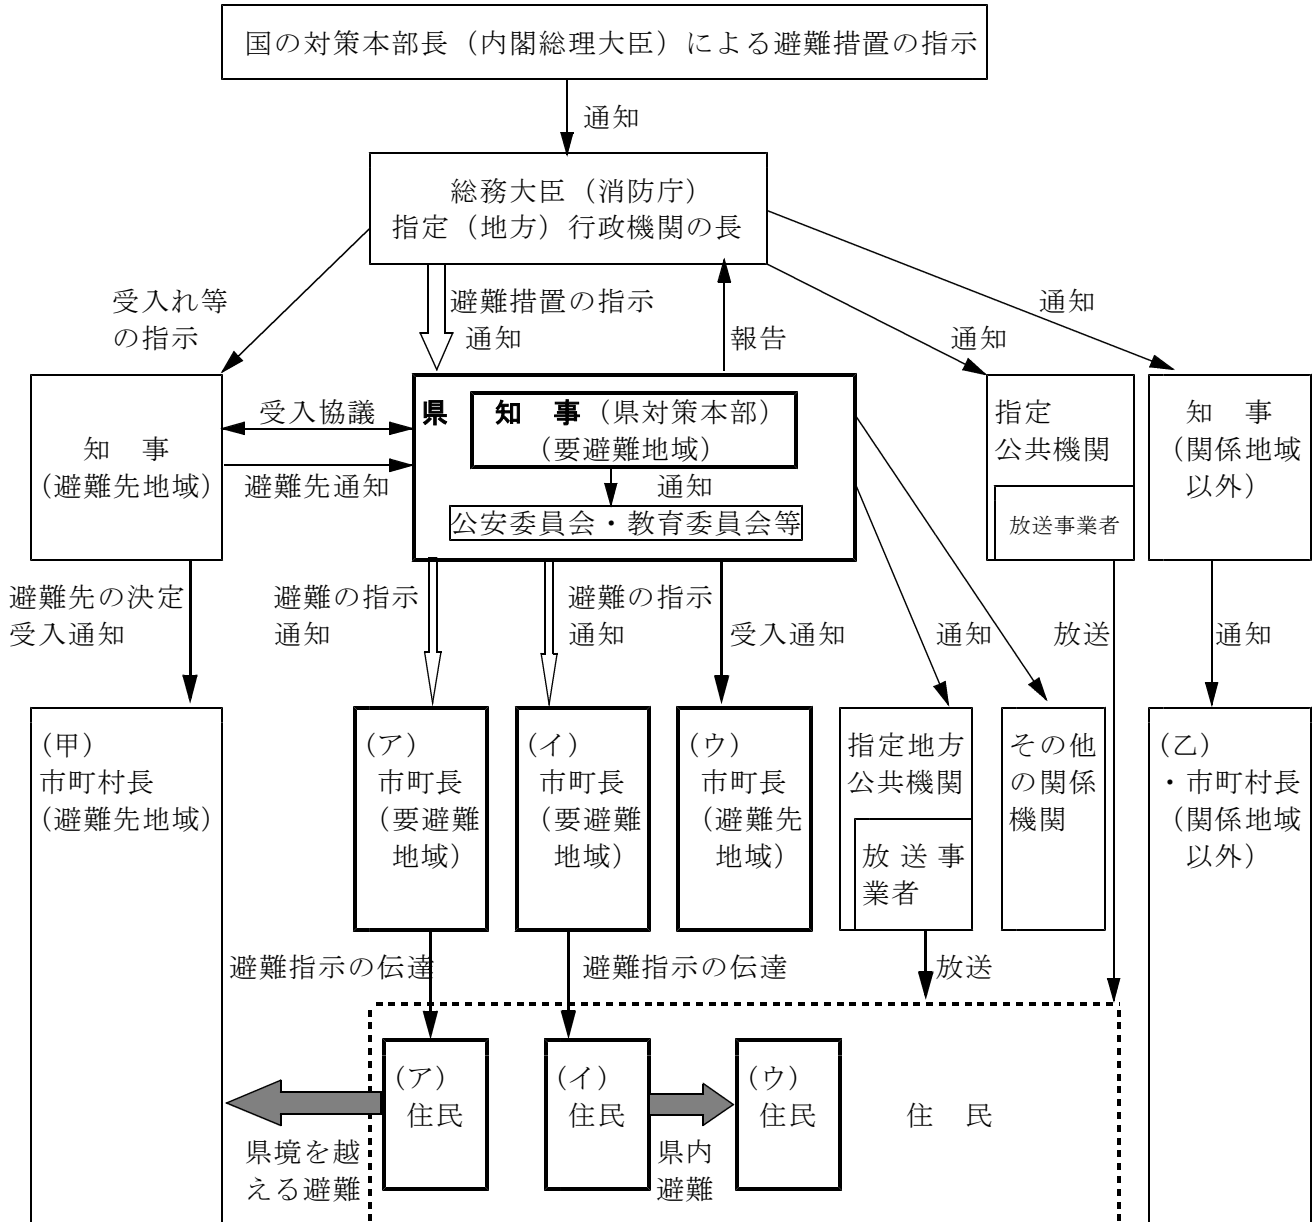 国の対策本部長（内閣総理大臣）による避難措置の指示
通知
総務大臣（消防庁）
指定（地方）行政機関の長
受入れ等
の指示
避難措置の指示
通知
報告
通知
通知
知　事
（避難先地域）
受入協議
避難先通知
県　知　事（県対策本部）
（要避難地域）
通知
公安委員会・教育委員会等
指定
公共機関
放送事業者
知　事
（関係地域
以外）
避難先の決定
受入通知
避難の指示
通知
避難の指示
通知
受入通知
通知
放送
通知
（甲）
市町村長
（避難先地域）
（ア）
市町長
（要避難
地域）
（イ）
市町長
（要避難
地域）
（ウ）
市町長
（避難先
地域）
指定地方
公共機関
放送事
業者
その他
の関係
機関
（乙）
・市町村長
（関係地域
以外）
避難指示の伝達
避難指示の伝達
放送
（ア）
住民
（イ）
住民
（ウ）
住民
住　民
県境を越
える避難
県内
避難